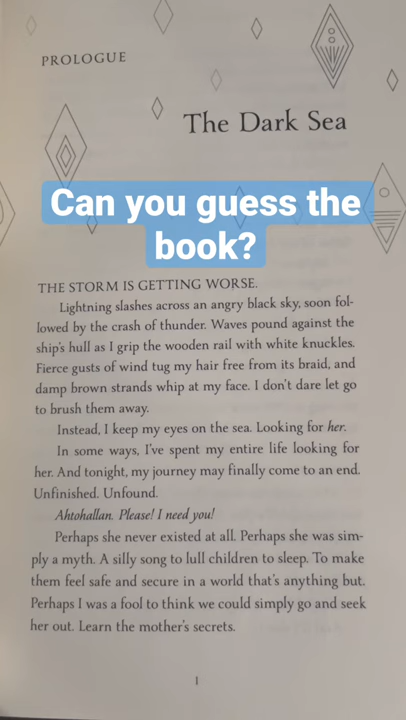 PROLOGUE
The Dark Sea
Can you guess the
book?
THE STORM IS GETTING WORSE.
Lightning slashes across an angry black sky, soon fol-
lowed by the crash of thunder. Waves pound against the
ship's hull as I grip the wooden rail with white knuckles.
Fierce gusts of wind tug my hair free from its braid, and
damp brown strands whip at my face. I don't dare let go
to brush them away.
Instead, I keep my eyes on the sea. Looking for her.
In some ways, I've spent my entire life looking for
her. And tonight, my journey may finally come to an end.
Unfinished. Unfound.
Ahtohallan. Please! I need you!
Perhaps she never existed at all. Perhaps she was sim-
ply a myth. A silly song to lull children to sleep. To make
them feel safe and secure in a world that's anything but.
Perhaps I was a fool to think we could simply go and seek
her out. Learn the mother's secrets.
1